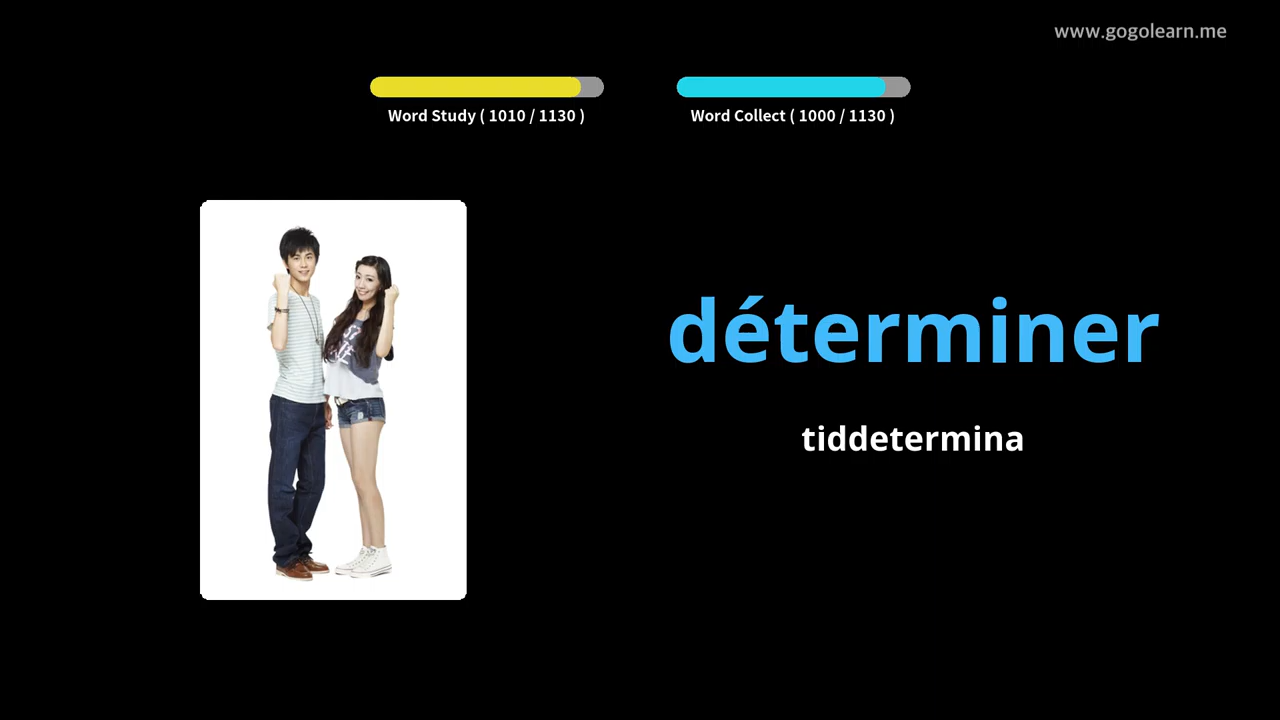 www.gogolearn.me
Word Study ( 1010 / 1130 )
Word Collect ( 1000 / 1130 )
déterminer
tiddetermina